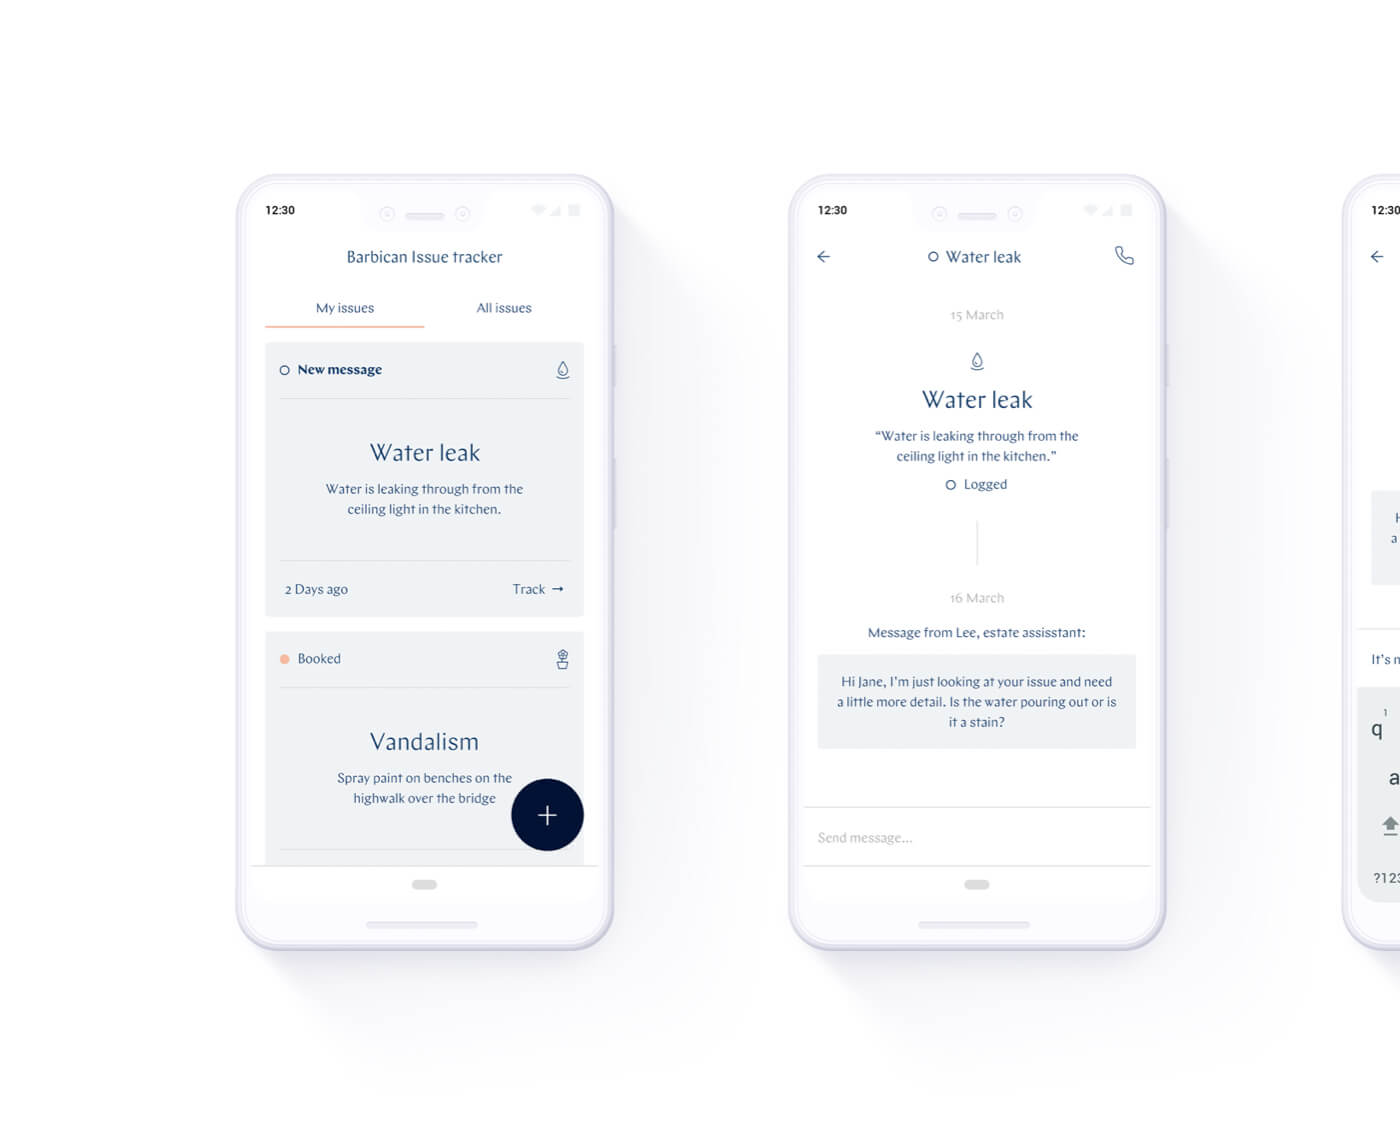 12:30
Barbican Issue tracker
My issues
All issues
New message
Water leak
Water is leaking through from the
ceiling light in the kitchen.
2 Days ago
Track →
Booked
Vandalism
Spray paint on benches on the
highwalk over the bridge
12:30
Water leak
15 March
Water leak
“Water is leaking through from the
ceiling light in the kitchen.”
Logged
16 March
Message from Lee, estate assisstant:
Hi Jane, I’m just looking at your issue and need
a little more detail. Is the water pouring out or is
it a stain?
Send message...
12:30
a
It’s
1
q
a
?123